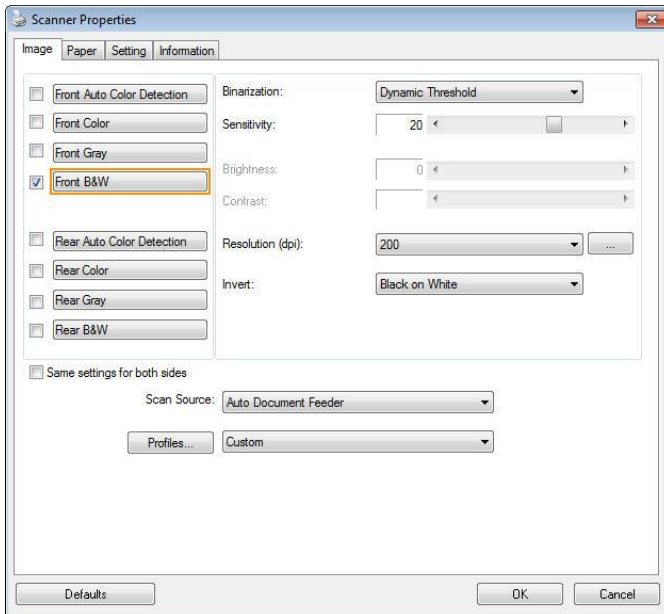 Scanner Properties
Image Paper Setting Information
Front Auto Color Detection
Front Color
Front Gray
Front B&W
Rear Auto Color Detection
Rear Color
Rear Gray
Rear B&W
Binarization: Dynamic Threshold
Sensitivity: 20
Brightness: 0
Contrast:
Resolution (dpi): 200 ...
Invert: Black on White
Same settings for both sides
Scan Source: Auto Document Feeder
Profiles... Custom
Defaults OK Cancel